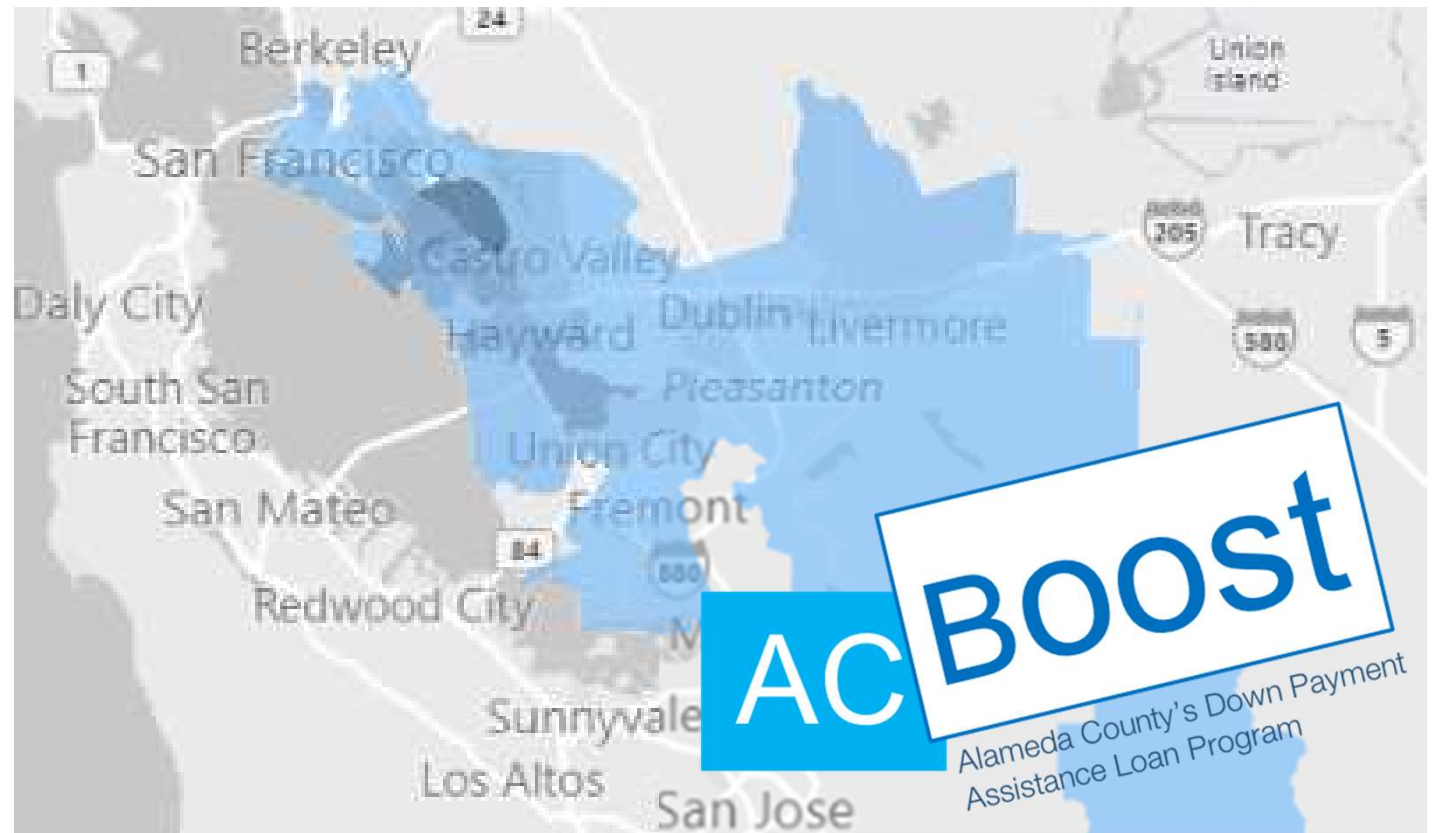 24
Berkeley
1
Union
Island
San Francisco
205
Tracy
Castro Valley
Daly City
Dublin
Livermore
Hayward
580
5
South San
Francisco
Pleasanton
Union City
San Mateo
Fremont
84
880
Redwood City
M
Boost
AC
Sunnyvale
Alameda County's Down Payment
Assistance Loan Program
Los Altos
San Jose